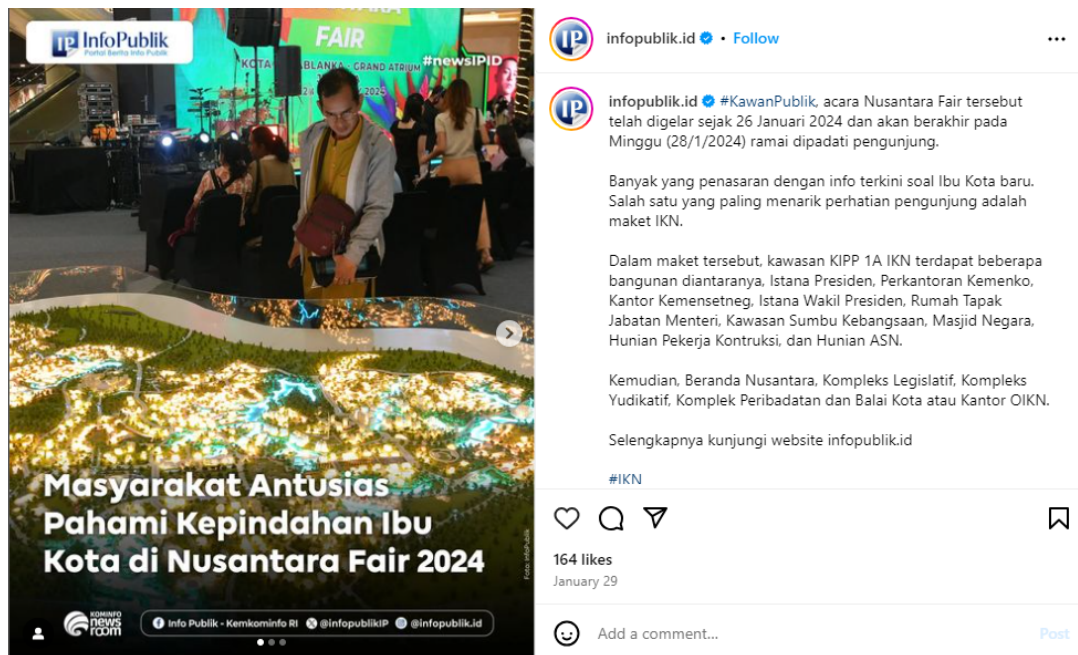 IP InfoPublik
Portal Berita Info Publik
FAIR
#newsIPID
GRAND ATRIUM
Masyarakat Antusias
Pahami Kepindahan Ibu
Kota di Nusantara Fair 2024
Foto: InfoPublik
KOMINFO
news
room
Info Publik - Kemkominfo RI @infopublikIP @infopublik.id
infopublik.id • Follow
infopublik.id #KawanPublik, acara Nusantara Fair tersebut
telah digelar sejak 26 Januari 2024 dan akan berakhir pada
Minggu (28/1/2024) ramai dipadati pengunjung.
Banyak yang penasaran dengan info terkini soal Ibu Kota baru.
Salah satu yang paling menarik perhatian pengunjung adalah
maket IKN.
Dalam maket tersebut, kawasan KIPP 1A IKN terdapat beberapa
bangunan diantaranya, Istana Presiden, Perkantoran Kemenko,
Kantor Kemensetneg, Istana Wakil Presiden, Rumah Tapak
Jabatan Menteri, Kawasan Sumbu Kebangsaan, Masjid Negara,
Hunian Pekerja Kontruksi, dan Hunian ASN.
Kemudian, Beranda Nusantara, Kompleks Legislatif, Kompleks
Yudikatif, Komplek Peribadatan dan Balai Kota atau Kantor OIKN.
Selengkapnya kunjungi website infopublik.id
#IKN
164 likes
January 29
Add a comment...
Post